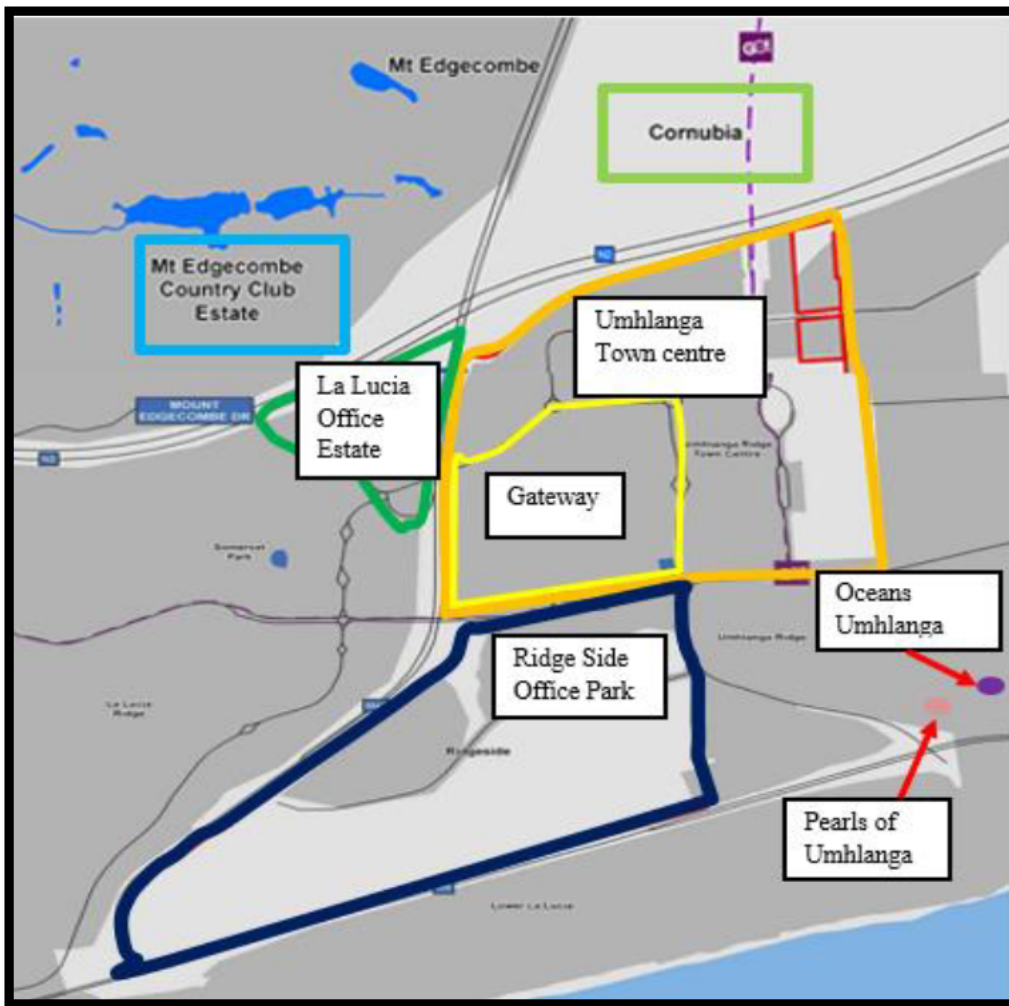 Mt Edgecombe
GO!
Cornubia
Mt Edgecombe
Country Club
Estate
N2
Umhlanga
Town centre
La Lucia
Office
Estate
MOUNT
EDGECOMBE DR
N2
Umhlanga Ridge
Town Centre
Gateway
Somerset
Park
Oceans
Umhlanga
Umhlanga Ridge
Ridge Side
Office Park
La Lucia
Ridge
Ridgeside
Pearls of
Umhlanga
Lower La Lucia